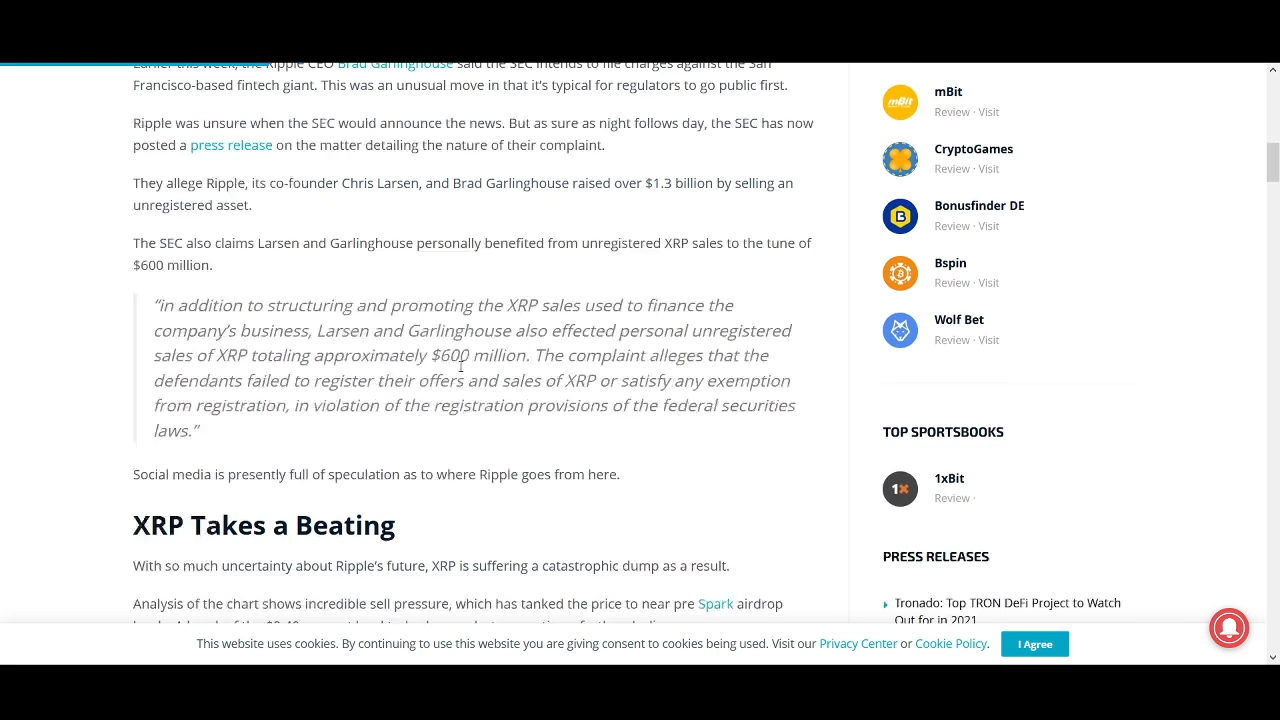 Earlier this week, the Ripple CEO Brad Garlinghouse said the SEC intends to file charges against the San
Francisco-based fintech giant. This was an unusual move in that it's typical for regulators to go public first.
Ripple was unsure when the SEC would announce the news. But as sure as night follows day, the SEC has now
posted a press release on the matter detailing the nature of their complaint.
They allege Ripple, its co-founder Chris Larsen, and Brad Garlinghouse raised over $1.3 billion by selling an
unregistered asset.
The SEC also claims Larsen and Garlinghouse personally benefited from unregistered XRP sales to the tune of
$600 million.
“in addition to structuring and promoting the XRP sales used to finance the
company’s business, Larsen and Garlinghouse also effected personal unregistered
sales of XRP totaling approximately $600 million. The complaint alleges that the
defendants failed to register their offers and sales of XRP or satisfy any exemption
from registration, in violation of the registration provisions of the federal securities
laws.”
Social media is presently full of speculation as to where Ripple goes from here.
XRP Takes a Beating
With so much uncertainty about Ripple’s future, XRP is suffering a catastrophic dump as a result.
Analysis of the chart shows incredible sell pressure, which has tanked the price to near pre Spark airdrop
mBit
mBit
Review · Visit
CryptoGames
Review · Visit
B
Bonusfinder DE
Review · Visit
Bspin
Review · Visit
Wolf Bet
Review · Visit
TOP SPORTSBOOKS
1x
1xBit
Review ·
PRESS RELEASES
Tronado: Top TRON DeFi Project to Watch
Out for in 2021
This website uses cookies. By continuing to use this website you are giving consent to cookies being used. Visit our Privacy Center or Cookie Policy.
I Agree